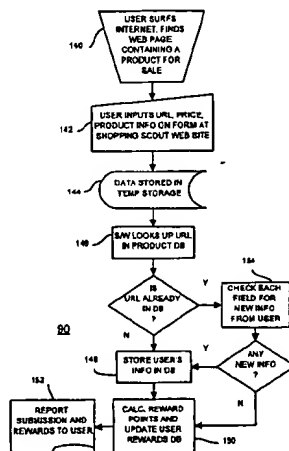 USER SURFS
INTERNET, FINDS
WEB PAGE
CONTAINING A
PRODUCT FOR
SALE
140
USER INPUTS URL, PRICE,
PRODUCT INFO ON FORM AT
SHOPPING SCOUT WEB SITE
142
DATA STORED IN
TEMP STORAGE
144
S/W LOOKS UP URL
IN PRODUCT DB
146
IS
URL ALREADY
IN DB
?
Y
N
154
CHECK EACH
FIELD FOR
NEW INFO
FROM USER
ANY
NEW INFO
?
Y
N
90
148
STORE USER'S
INFO IN DB
152
REPORT
SUBMISSION AND
REWARDS TO USER
CALC. REWARD
POINTS AND
UPDATE USER
REWARDS DB
150